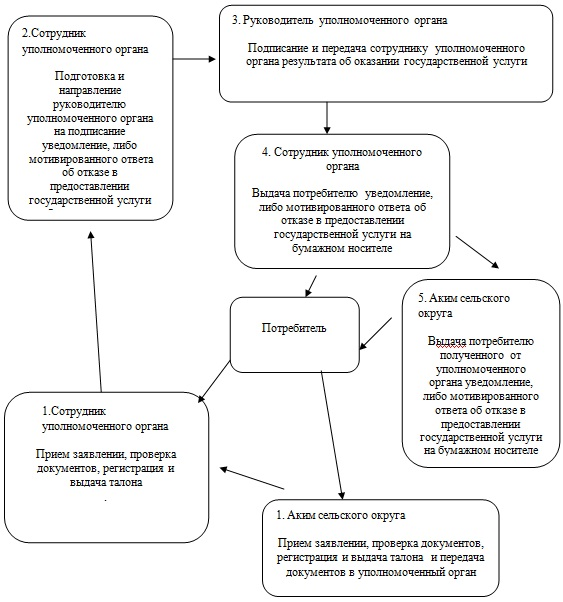 2.Сотрудник
уполномоченного органа
Подготовка и
направление
руководителю
уполномоченного органа
на подписание
уведомление, либо
мотивированного ответа
об отказе в
предоставлении
государственной услуги
3. Руководитель уполномоченного органа
Подписание и передача сотруднику уполномоченного
органа результата об оказании государственной услуги
4. Сотрудник уполномоченного
органа
Выдача потребителю уведомление,
либо мотивированного ответа об
отказе в предоставлении
государственной услуги на
бумажном носителе
5. Аким сельского
округа
Выдача потребителю
полученного от
уполномоченного
органа уведомление,
либо мотивированного
ответа об отказе в
предоставлении
государственной услуги
на бумажном носителе
Потребитель
1.Сотрудник
уполномоченного органа
Прием заявлении, проверка
документов, регистрация и
выдача талона
.
1. Аким сельского округа
Прием заявлении, проверка документов,
регистрация и выдача талона и передача
документов в уполномоченный орган